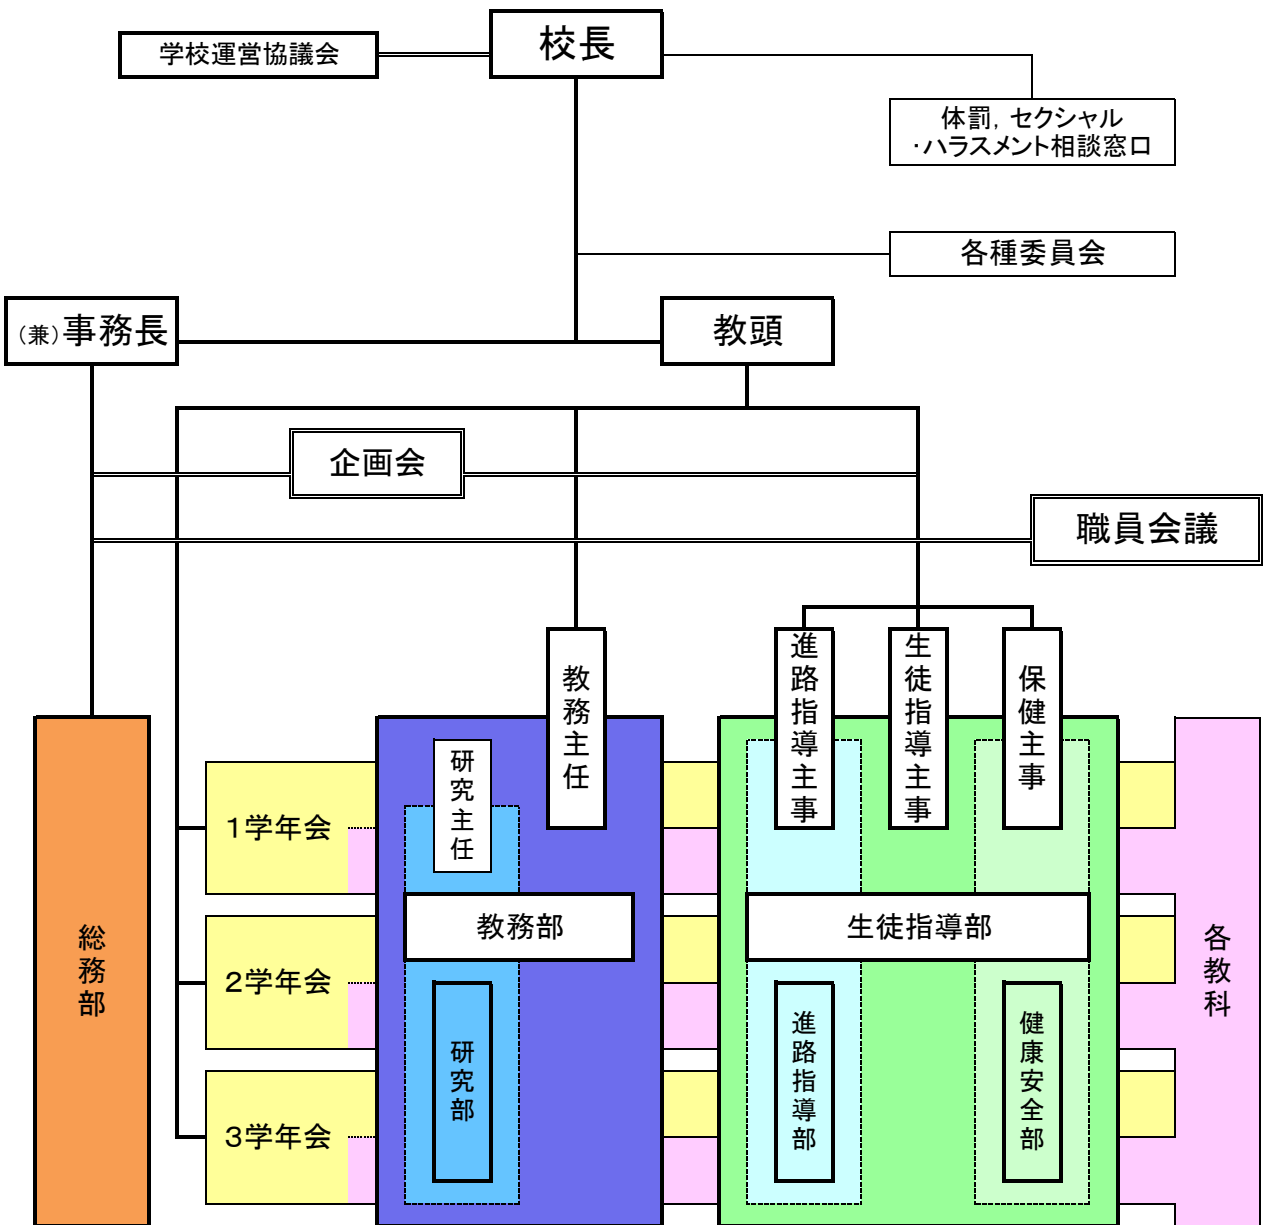 校長
学校運営協議会
体罰，セクシャル
・ハラスメント相談窓口
各種委員会
（兼）事務長
教頭
企画会
職員会議
教務主任
進路指導主事
生徒指導主事
保健主事
研究主任
1学年会
教務部
生徒指導部
総務部
2学年会
各教科
研究部
進路指導部
健康安全部
3学年会